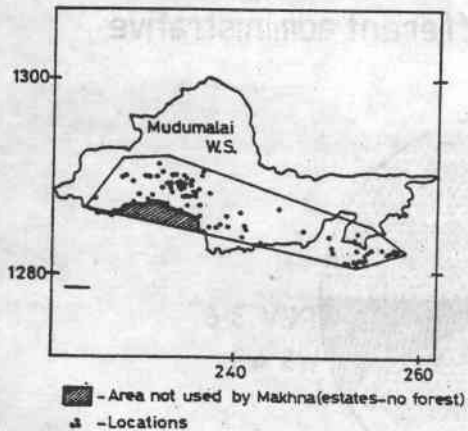 1300
Mudumalai
W.S.
1280
240 260
-Area not used by Makhna(estates-no forest)
-Locations